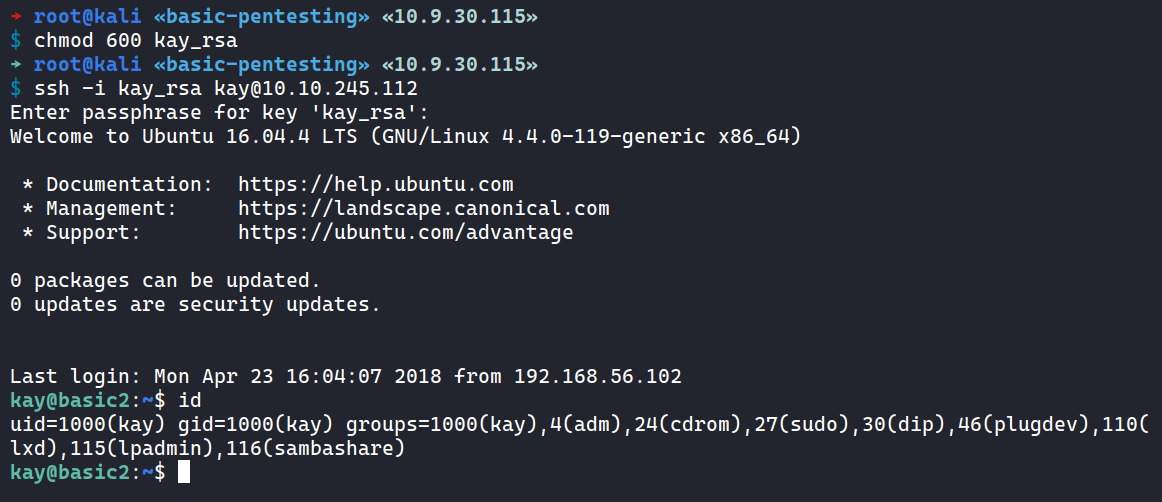 → root@kali «basic-pentesting» «10.9.30.115»
$ chmod 600 kay_rsa
→ root@kali «basic-pentesting» «10.9.30.115»
$ ssh -i kay_rsa kay@10.10.245.112
Enter passphrase for key 'kay_rsa':
Welcome to Ubuntu 16.04.4 LTS (GNU/Linux 4.4.0-119-generic x86_64)
* Documentation:  https://help.ubuntu.com
* Management:     https://landscape.canonical.com
* Support:        https://ubuntu.com/advantage
0 packages can be updated.
0 updates are security updates.
Last login: Mon Apr 23 16:04:07 2018 from 192.168.56.102
kay@basic2:~$ id
uid=1000(kay) gid=1000(kay) groups=1000(kay),4(adm),24(cdrom),27(sudo),30(dip),46(plugdev),110(
lxd),115(lpadmin),116(sambashare)
kay@basic2:~$